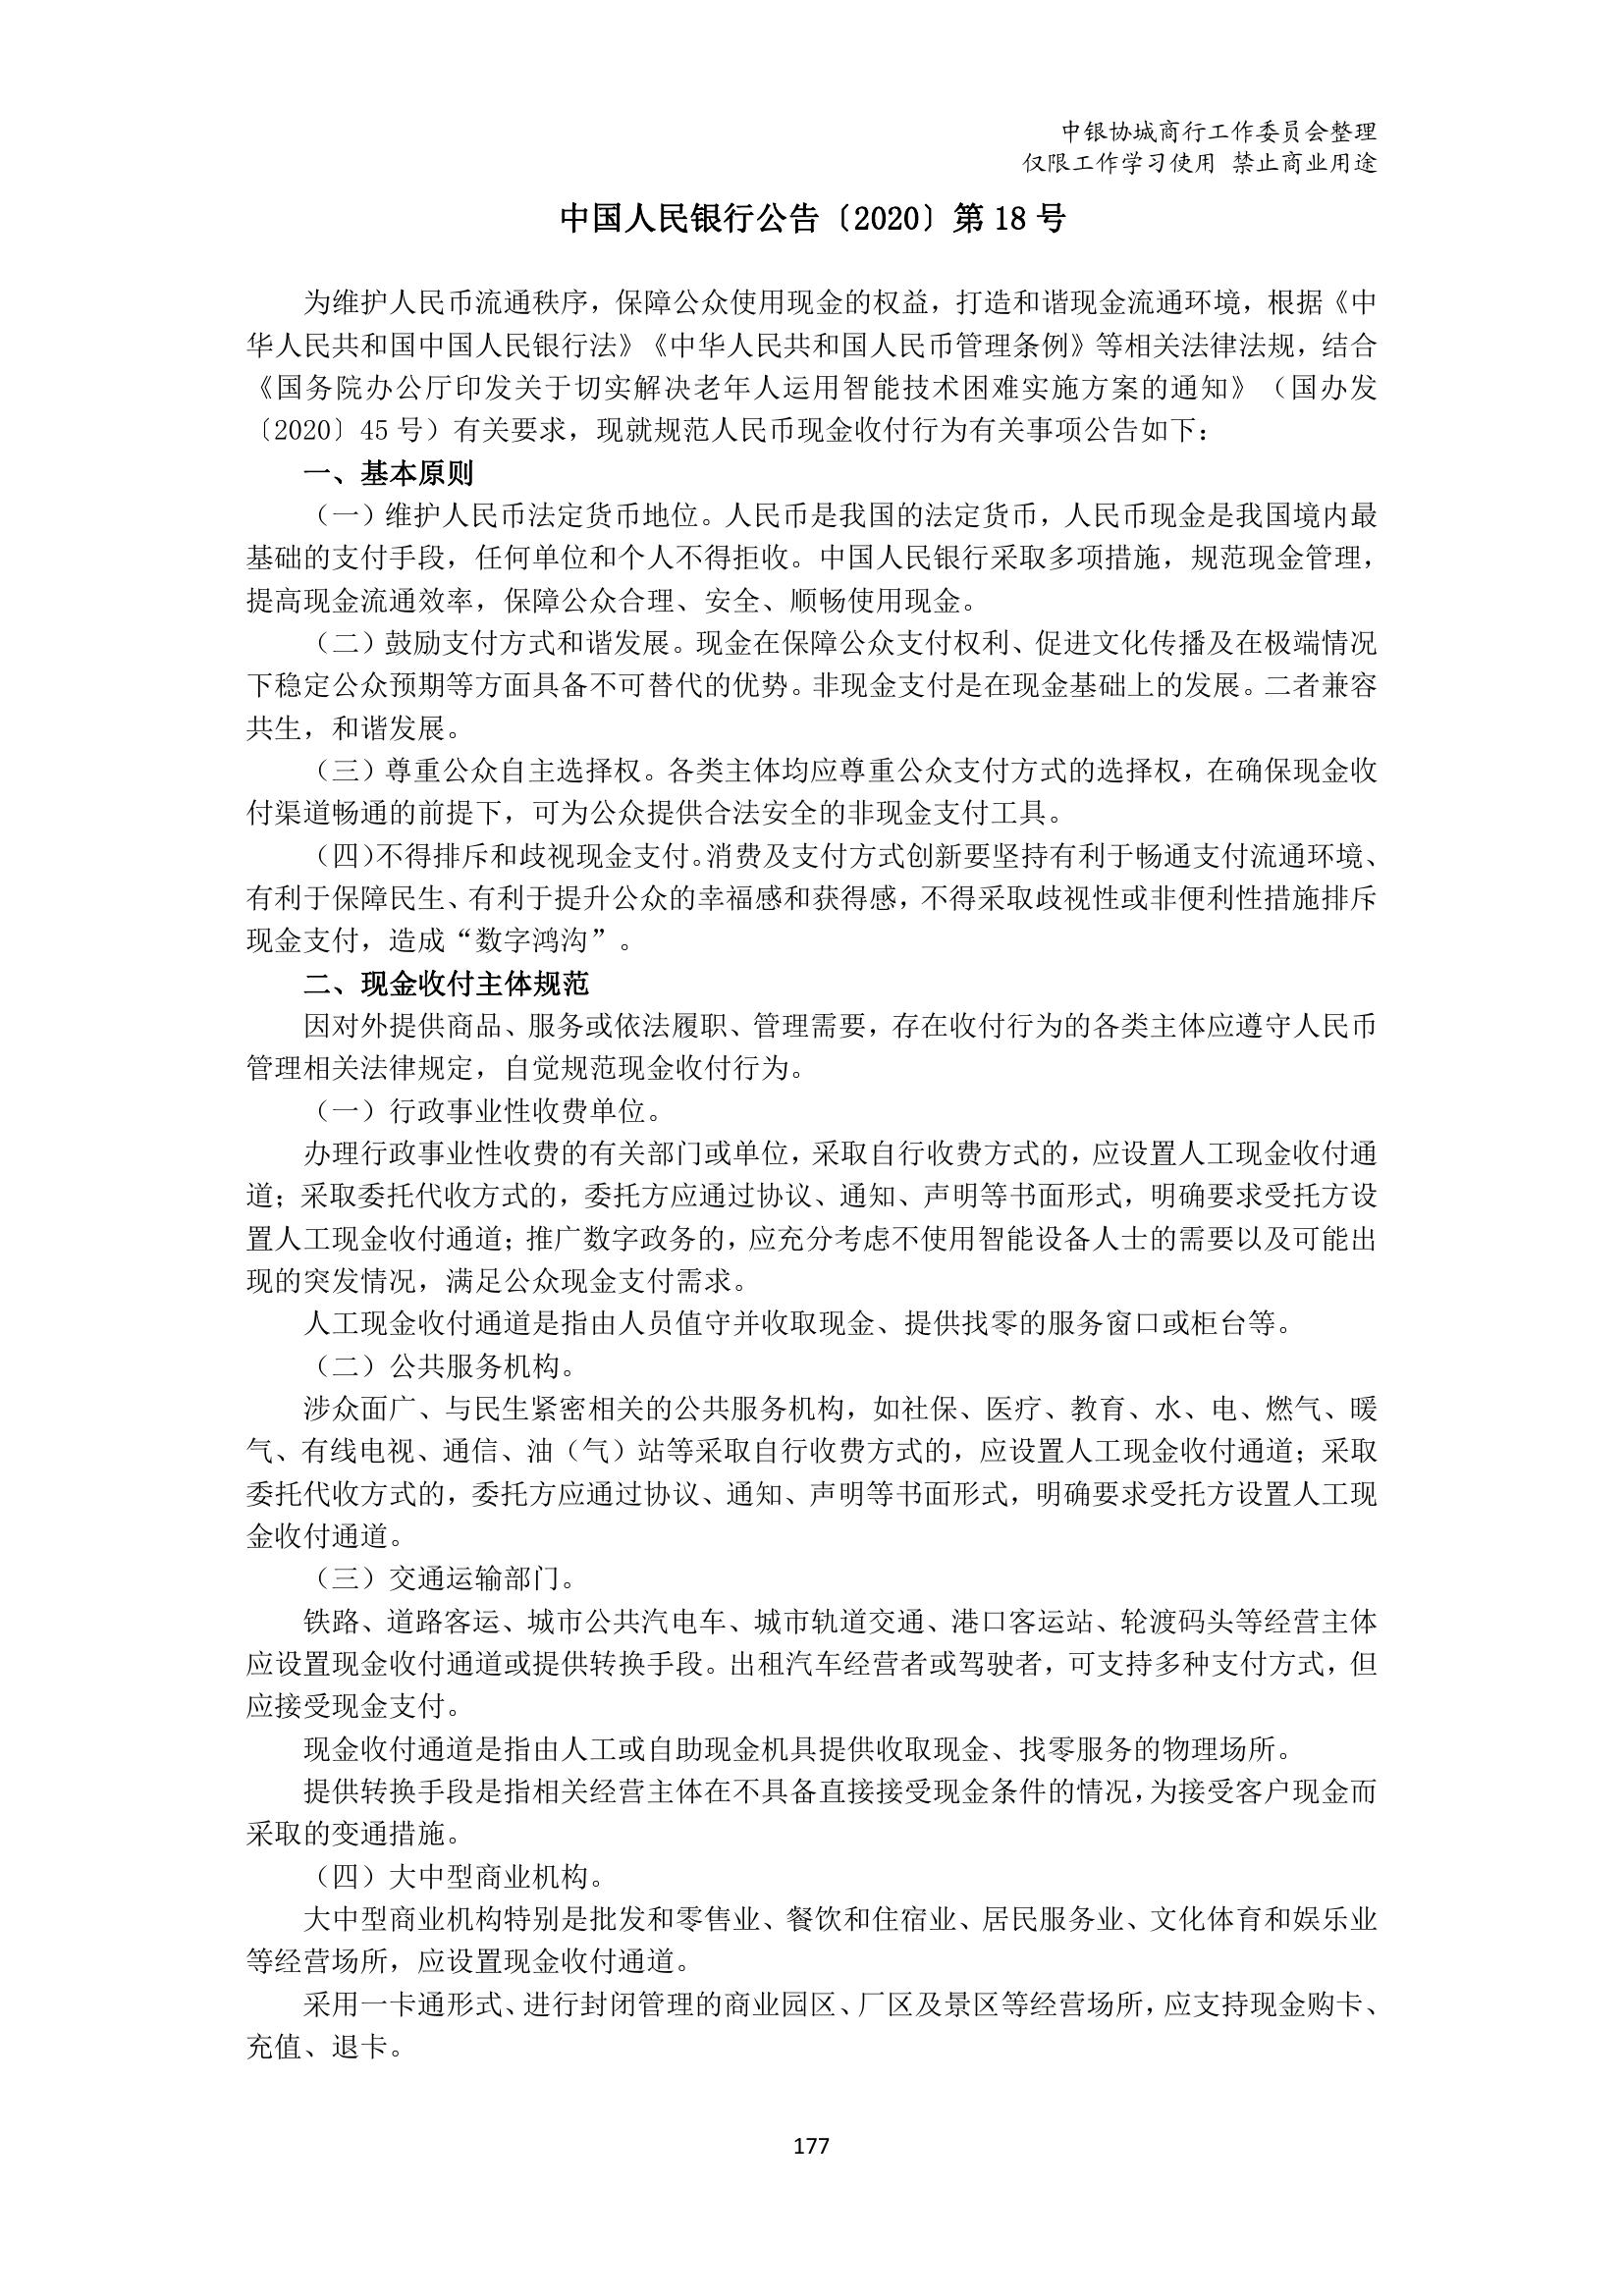 中银协城商行工作委员会整理
仅限工作学习使用 禁止商业用途
中国人民银行公告〔2020〕第 18 号
为维护人民币流通秩序，保障公众使用现金的权益，打造和谐现金流通环境，根据《中
华人民共和国中国人民银行法》《中华人民共和国人民币管理条例》等相关法律法规，结合
《国务院办公厅印发关于切实解决老年人运用智能技术困难实施方案的通知》（国办发
〔2020〕45 号）有关要求，现就规范人民币现金收付行为有关事项公告如下：
一、基本原则
（一）维护人民币法定货币地位。人民币是我国的法定货币，人民币现金是我国境内最
基础的支付手段，任何单位和个人不得拒收。中国人民银行采取多项措施，规范现金管理，
提高现金流通效率，保障公众合理、安全、顺畅使用现金。
（二）鼓励支付方式和谐发展。现金在保障公众支付权利、促进文化传播及在极端情况
下稳定公众预期等方面具备不可替代的优势。非现金支付是在现金基础上的发展。二者兼容
共生，和谐发展。
（三）尊重公众自主选择权。各类主体均应尊重公众支付方式的选择权，在确保现金收
付渠道畅通的前提下，可为公众提供合法安全的非现金支付工具。
（四）不得排斥和歧视现金支付。消费及支付方式创新要坚持有利于畅通支付流通环境、
有利于保障民生、有利于提升公众的幸福感和获得感，不得采取歧视性或非便利性措施排斥
现金支付，造成“数字鸿沟”。
二、现金收付主体规范
因对外提供商品、服务或依法履职、管理需要，存在收付行为的各类主体应遵守人民币
管理相关法律规定，自觉规范现金收付行为。
（一）行政事业性收费单位。
办理行政事业性收费的有关部门或单位，采取自行收费方式的，应设置人工现金收付通
道；采取委托代收方式的，委托方应通过协议、通知、声明等书面形式，明确要求受托方设
置人工现金收付通道；推广数字政务的，应充分考虑不使用智能设备人士的需要以及可能出
现的突发情况，满足公众现金支付需求。
人工现金收付通道是指由人员值守并收取现金、提供找零的服务窗口或柜台等。
（二）公共服务机构。
涉众面广、与民生紧密相关的公共服务机构，如社保、医疗、教育、水、电、燃气、暖
气、有线电视、通信、油（气）站等采取自行收费方式的，应设置人工现金收付通道；采取
委托代收方式的，委托方应通过协议、通知、声明等书面形式，明确要求受托方设置人工现
金收付通道。
（三）交通运输部门。
铁路、道路客运、城市公共汽电车、城市轨道交通、港口客运站、轮渡码头等经营主体
应设置现金收付通道或提供转换手段。出租汽车经营者或驾驶者，可支持多种支付方式，但
应接受现金支付。
现金收付通道是指由人工或自助现金机具提供收取现金、找零服务的物理场所。
提供转换手段是指相关经营主体在不具备直接接受现金条件的情况，为接受客户现金而
采取的变通措施。
（四）大中型商业机构。
大中型商业机构特别是批发和零售业、餐饮和住宿业、居民服务业、文化体育和娱乐业
等经营场所，应设置现金收付通道。
采用一卡通形式、进行封闭管理的商业园区、厂区及景区等经营场所，应支持现金购卡、
充值、退卡。
177